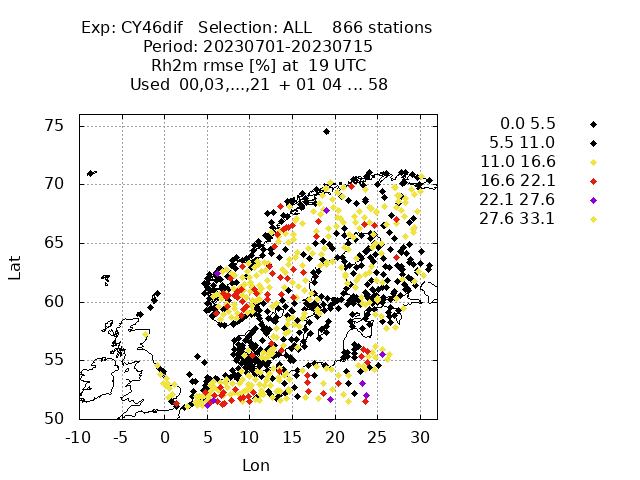 Exp: CY46dif   Selection: ALL    866 stations
Period: 20230701-20230715
Rh2m rmse [%] at  19 UTC
Used  00,03,...,21  + 01 04 ... 58
0.0 5.5
5.5 11.0
11.0 16.6
16.6 22.1
22.1 27.6
27.6 33.1
75
70
65
60
55
50
Lat
-10 -5 0 5 10 15 20 25 30
Lon